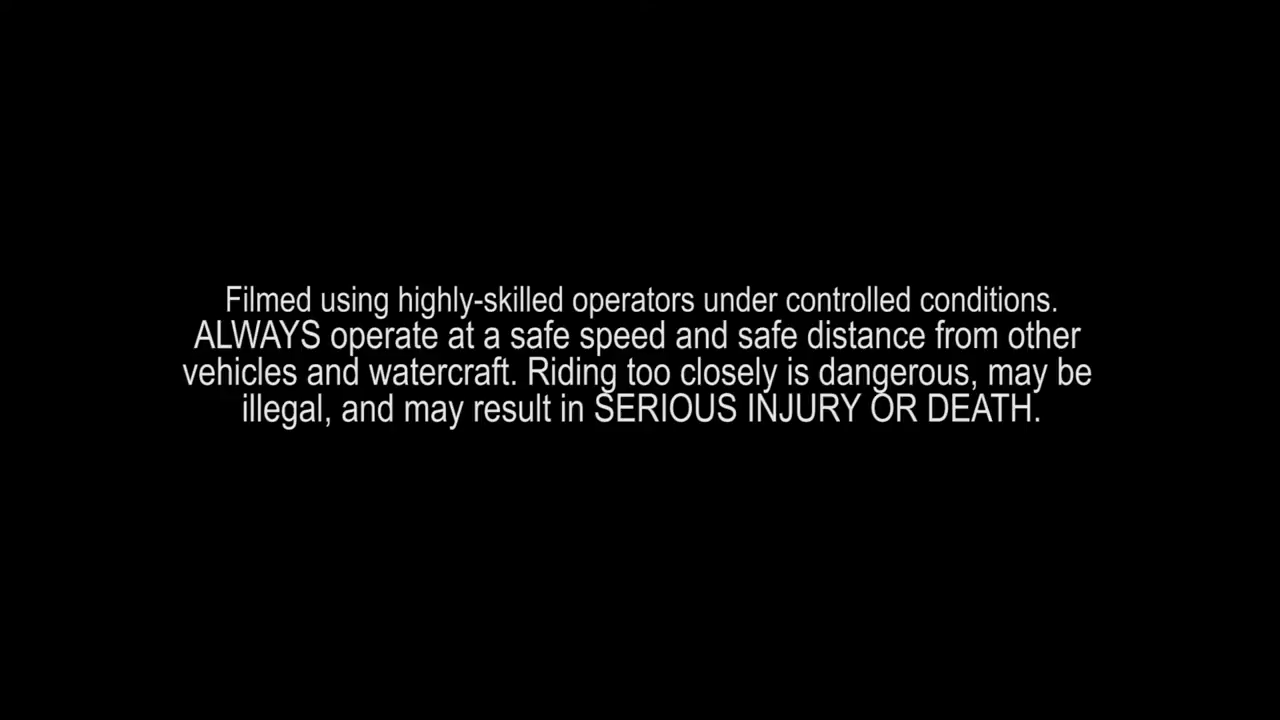 Filmed using highly-skilled operators under controlled conditions.
ALWAYS operate at a safe speed and safe distance from other
vehicles and watercraft. Riding too closely is dangerous, may be
illegal, and may result in SERIOUS INJURY OR DEATH.